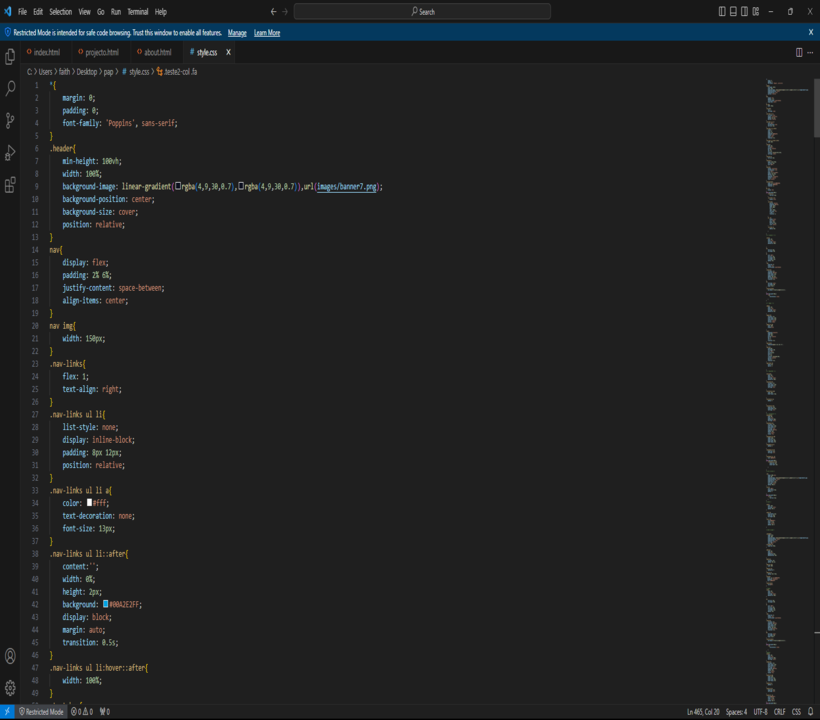 File Edit Selection View Go Run Terminal Help
Search
Restricted Mode is intended for safe code browsing. Trust this window to enable all features. Manage Learn More X
index.html projecto.html about.html # style.css X
C: > Users > faith > Desktop > pap > # style.css > .teste2-col .fa
1 *{
2 margin: 0;
3 padding: 0;
4 font-family: 'Poppins', sans-serif;
5 }
6 .header{
7 min-height: 100vh;
8 width: 100%;
9 background-image: linear-gradient(rgba(4,9,30,0.7),rgba(4,9,30,0.7)),url(images/banner7.png);
10 background-position: center;
11 background-size: cover;
12 position: relative;
13 }
14 nav{
15 display: flex;
16 padding: 2% 6%;
17 justify-content: space-between;
18 align-items: center;
19 }
20 nav img{
21 width: 150px;
22 }
23 .nav-links{
24 flex: 1;
25 text-align: right;
26 }
27 .nav-links ul li{
28 list-style: none;
29 display: inline-block;
30 padding: 8px 12px;
31 position: relative;
32 }
33 .nav-links ul li a{
34 color: #fff;
35 text-decoration: none;
36 font-size: 13px;
37 }
38 .nav-links ul li::after{
39 content:'';
40 width: 0%;
41 height: 2px;
42 background: #00A2E2FF;
43 display: block;
44 margin: auto;
45 transition: 0.5s;
46 }
47 .nav-links ul li:hover::after{
48 width: 100%;
49 }
Restricted Mode 0 0 0 Ln 465, Col 20 Spaces: 4 UTF-8 CRLF CSS